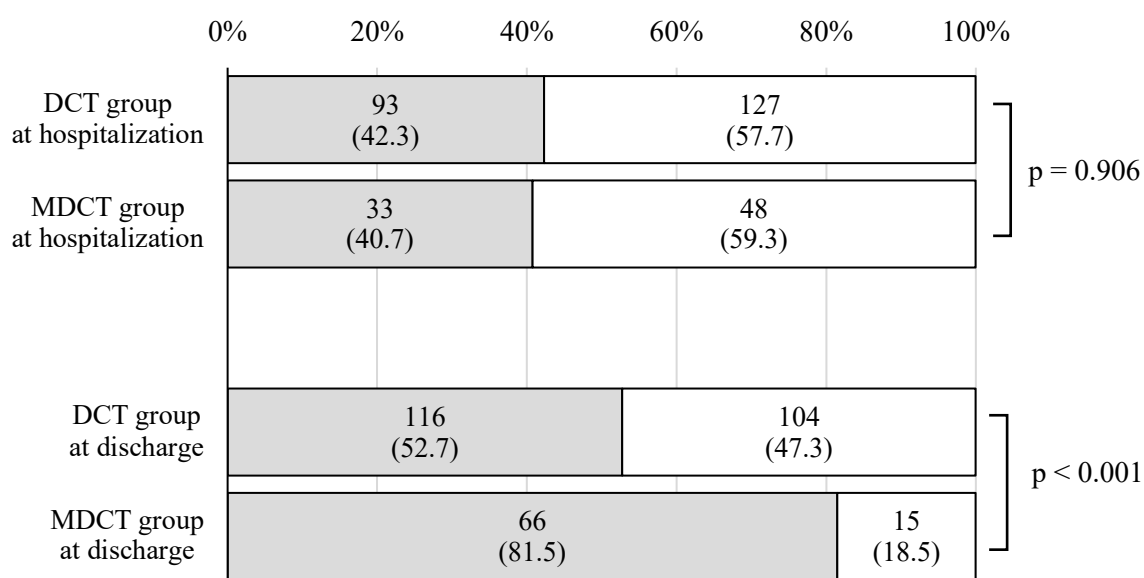 0% 20% 40% 60% 80% 100%
DCT group
at hospitalization
93
(42.3)
127
(57.7)
MDCT group
at hospitalization
33
(40.7)
48
(59.3)
p = 0.906
DCT group
at discharge
116
(52.7)
104
(47.3)
MDCT group
at discharge
66
(81.5)
15
(18.5)
p < 0.001